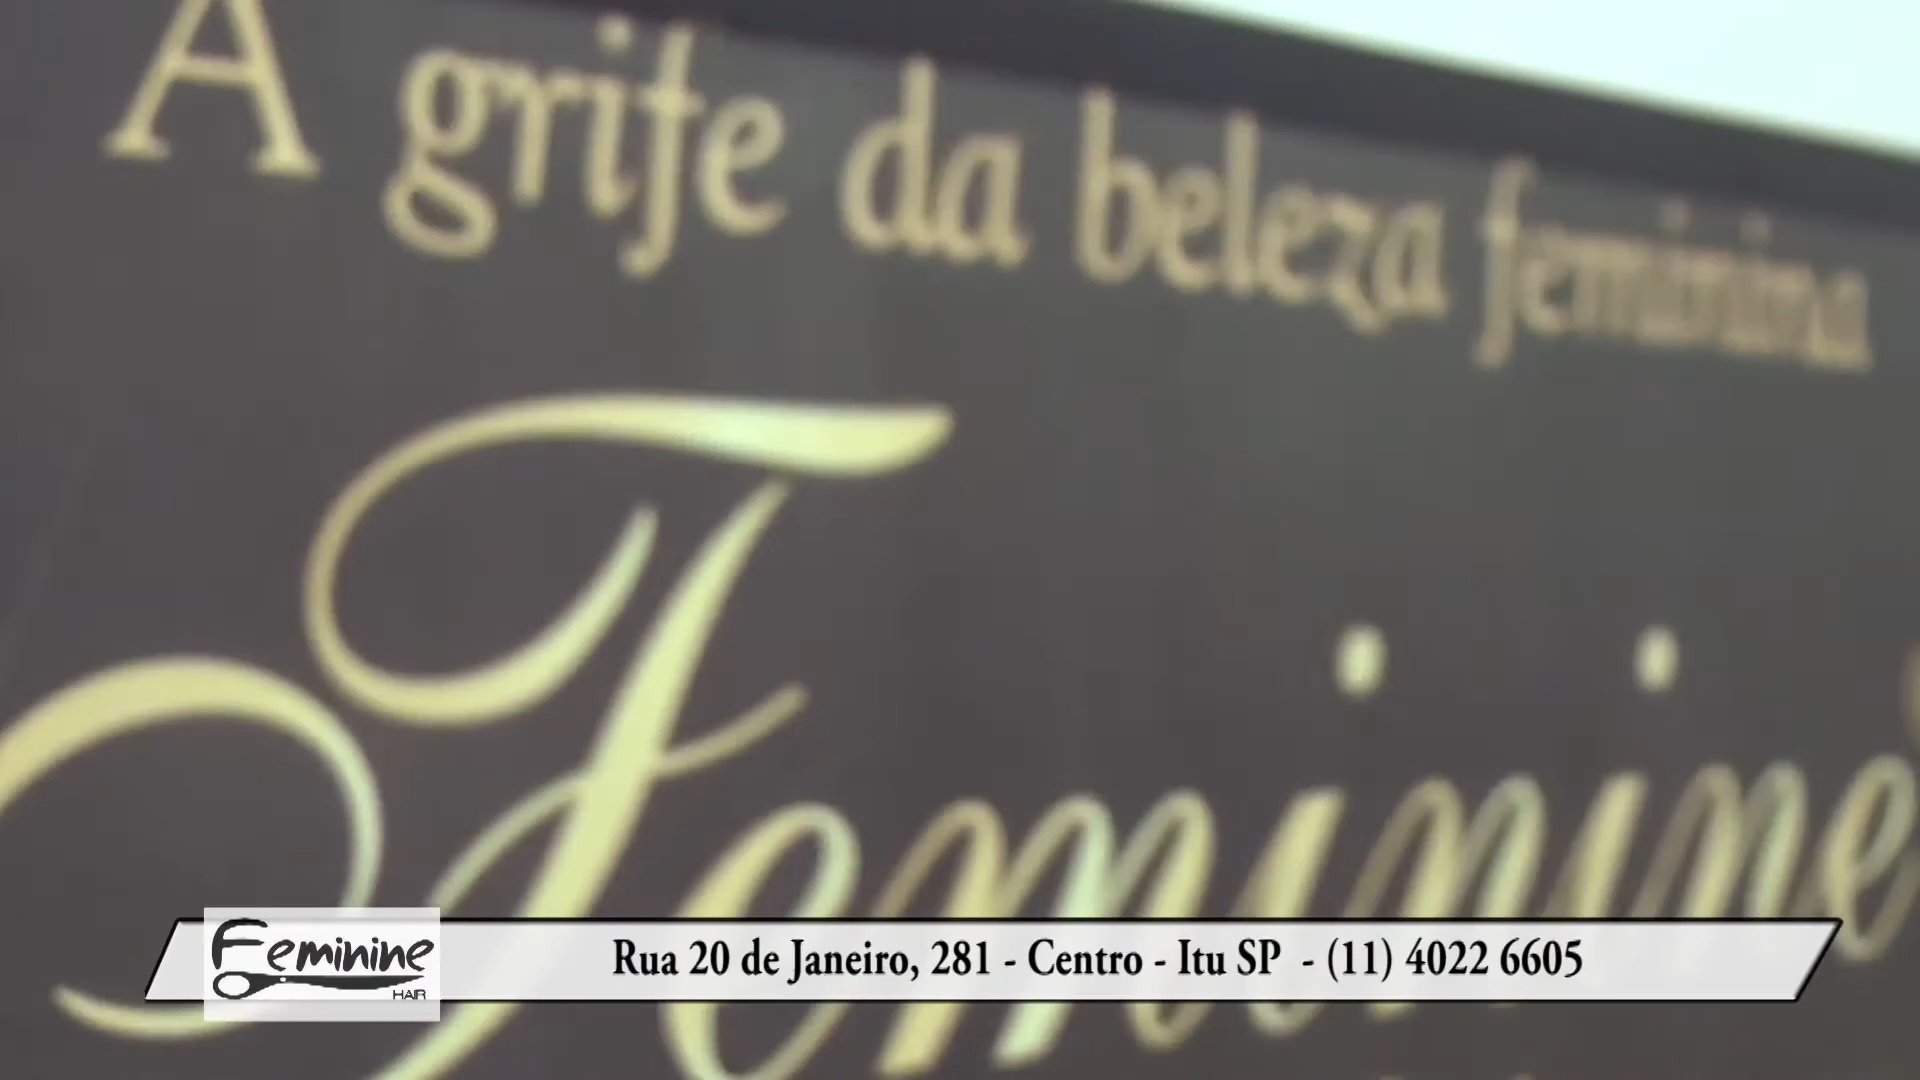 A grife da beleza feminina
Feminine
Feminine
HAIR
Rua 20 de Janeiro, 281 - Centro - Itu SP - (11) 4022 6605